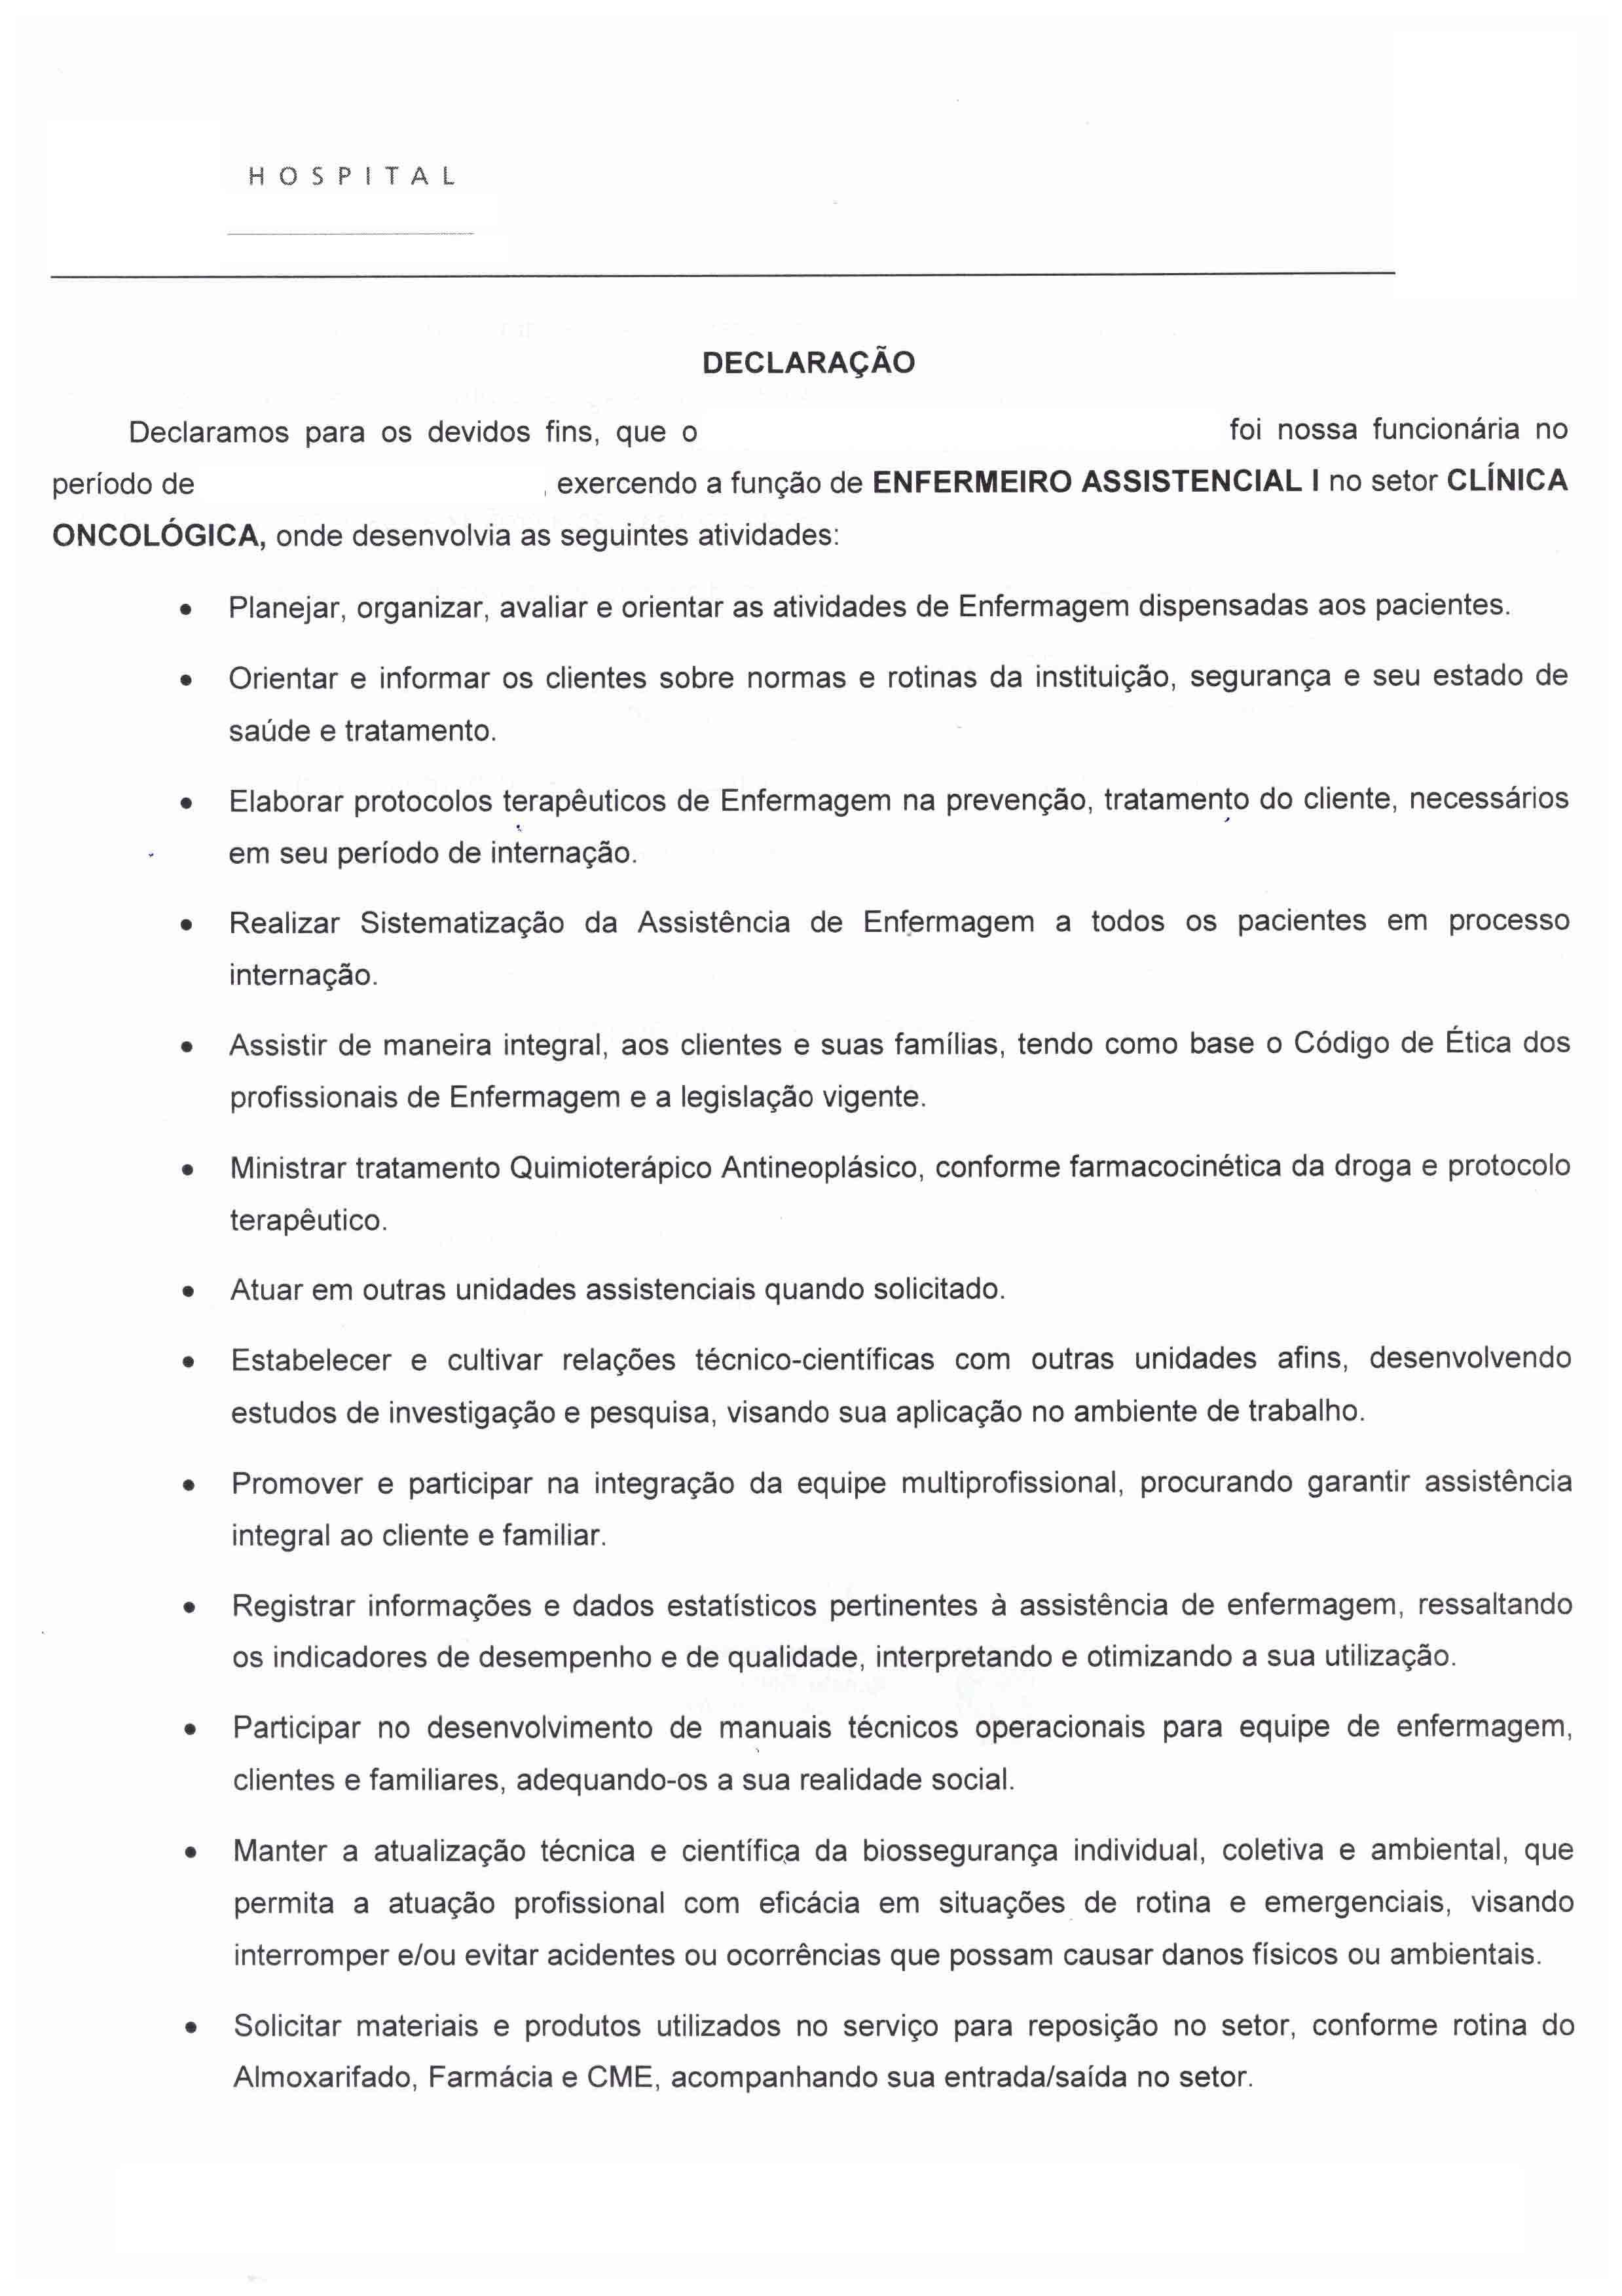 HOSPITAL
DECLARAÇÃO
Declaramos para os devidos fins, que o foi nossa funcionária no
período de , exercendo a função de ENFERMEIRO ASSISTENCIAL I no setor CLÍNICA
ONCOLÓGICA, onde desenvolvia as seguintes atividades:
• Planejar, organizar, avaliar e orientar as atividades de Enfermagem dispensadas aos pacientes.
• Orientar e informar os clientes sobre normas e rotinas da instituição, segurança e seu estado de
saúde e tratamento.
• Elaborar protocolos terapêuticos de Enfermagem na prevenção, tratamento do cliente, necessários
em seu período de internação.
• Realizar Sistematização da Assistência de Enfermagem a todos os pacientes em processo
internação.
• Assistir de maneira integral, aos clientes e suas famílias, tendo como base o Código de Ética dos
profissionais de Enfermagem e a legislação vigente.
• Ministrar tratamento Quimioterápico Antineoplásico, conforme farmacocinética da droga e protocolo
terapêutico.
• Atuar em outras unidades assistenciais quando solicitado.
• Estabelecer e cultivar relações técnico-científicas com outras unidades afins, desenvolvendo
estudos de investigação e pesquisa, visando sua aplicação no ambiente de trabalho.
• Promover e participar na integração da equipe multiprofissional, procurando garantir assistência
integral ao cliente e familiar.
• Registrar informações e dados estatísticos pertinentes à assistência de enfermagem, ressaltando
os indicadores de desempenho e de qualidade, interpretando e otimizando a sua utilização.
• Participar no desenvolvimento de manuais técnicos operacionais para equipe de enfermagem,
clientes e familiares, adequando-os a sua realidade social.
• Manter a atualização técnica e científica da biossegurança individual, coletiva e ambiental, que
permita a atuação profissional com eficácia em situações de rotina e emergenciais, visando
interromper e/ou evitar acidentes ou ocorrências que possam causar danos físicos ou ambientais.
• Solicitar materiais e produtos utilizados no serviço para reposição no setor, conforme rotina do
Almoxarifado, Farmácia e CME, acompanhando sua entrada/saída no setor.